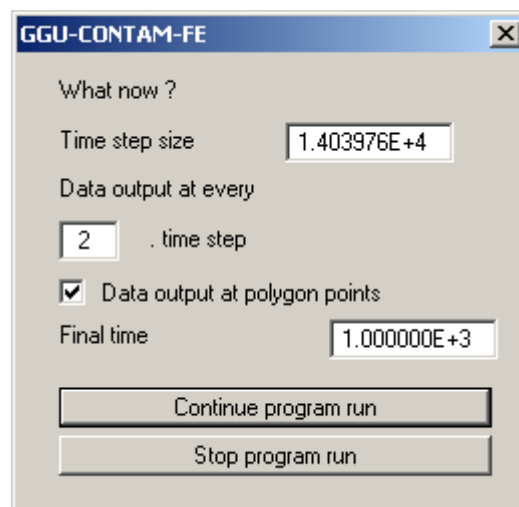 GGU-CONTAM-FE
What now ?
Time step size 1.403976E+4
Data output at every
2 . time step
Data output at polygon points
Final time 1.000000E+3
Continue program run
Stop program run